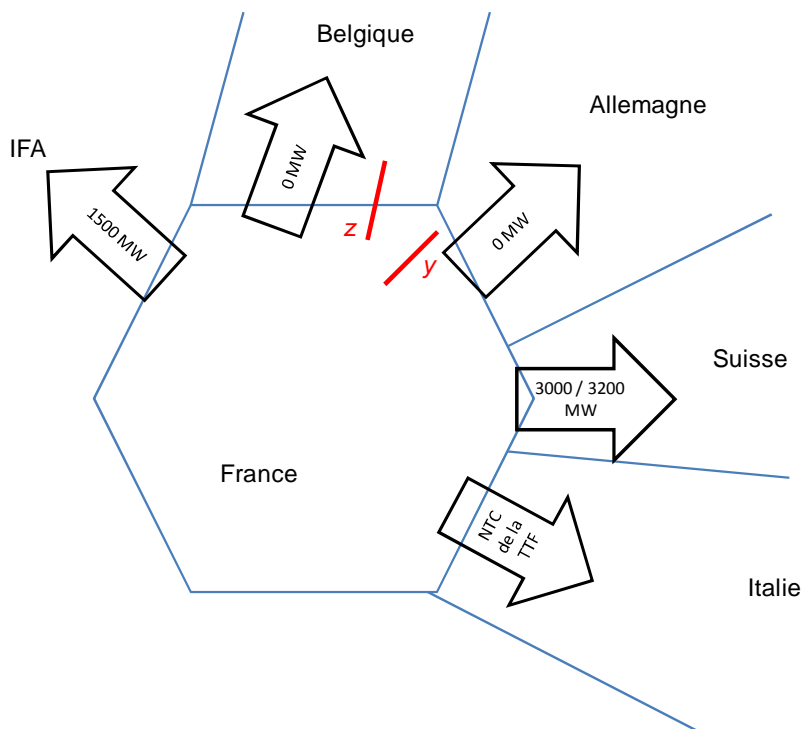 Belgique
Allemagne
IFA
0 MW
1500 MW
z
y
0 MW
Suisse
3000 / 3200
MW
France
NTC
de la
TTF
Italie